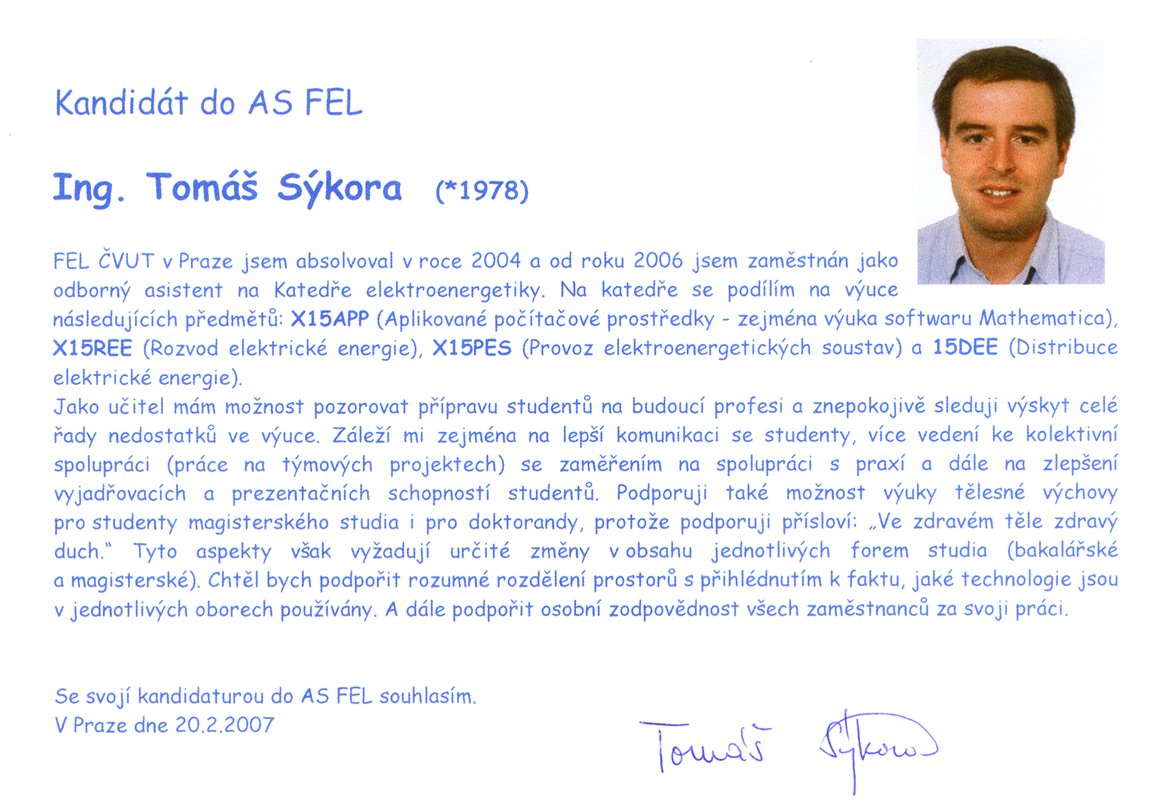 Kandidát do AS FEL
Ing. Tomáš Sýkora (*1978)
FEL ČVUT v Praze jsem absolvoval v roce 2004 a od roku 2006 jsem zaměstnán jako
odborný asistent na Katedře elektroenergetiky. Na katedře se podílím na výuce
následujících předmětů: X15APP (Aplikované počítačové prostředky - zejména výuka softwaru Mathematica),
X15REE (Rozvod elektrické energie), X15PES (Provoz elektroenergetických soustav) a 15DEE (Distribuce
elektrické energie).
Jako učitel mám možnost pozorovat přípravu studentů na budoucí profesi a znepokojivě sleduji výskyt celé
řady nedostatků ve výuce. Záleží mi zejména na lepší komunikaci se studenty, více vedení ke kolektivní
spolupráci (práce na týmových projektech) se zaměřením na spolupráci s praxí a dále na zlepšení
vyjadřovacích a prezentačních schopností studentů. Podporuji také možnost výuky tělesné výchovy
pro studenty magisterského studia i pro doktorandy, protože podporuji přísloví: „Ve zdravém těle zdravý
duch." Tyto aspekty však vyžadují určité změny v obsahu jednotlivých forem studia (bakalářské
a magisterské). Chtěl bych podpořit rozumné rozdělení prostorů s přihlédnutím k faktu, jaké technologie jsou
v jednotlivých oborech používány. A dále podpořit osobní zodpovědnost všech zaměstnanců za svoji práci.
Se svojí kandidaturou do AS FEL souhlasím.
V Praze dne 20.2.2007
Tomáš Sýkora